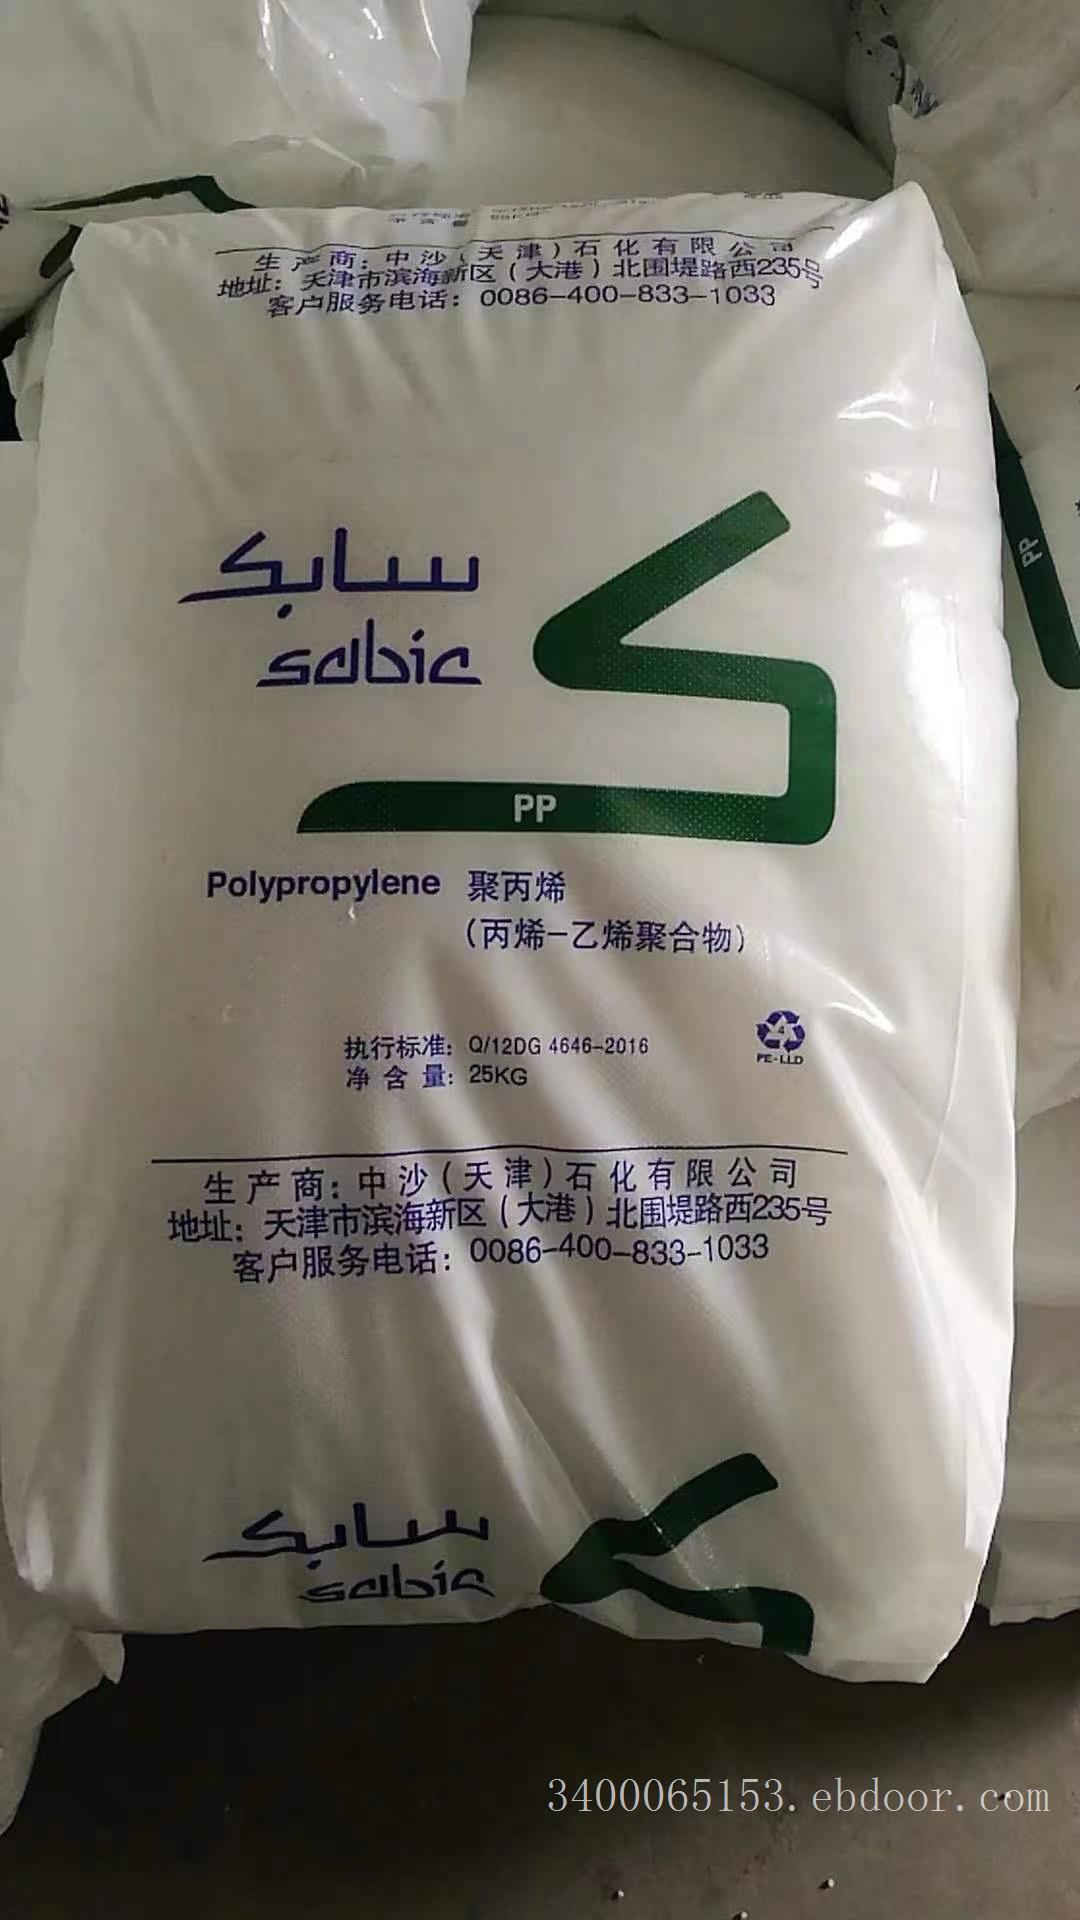 生产商：中沙（天津）石化有限公司
地址：天津市滨海新区（大港）北围堤路西235号
客户服务电话：0086-400-833-1033
سابك
sabic
PP
Polypropylene 聚丙烯
（丙烯-乙烯聚合物）
执行标准：Q/12DG 4646-2016
净含量：25KG
4
PE-LLD
生产商：中沙（天津）石化有限公司
地址：天津市滨海新区（大港）北围堤路西235号
客户服务电话：0086-400-833-1033
سابك
sabic
PP
3400065153.ebdoor.com